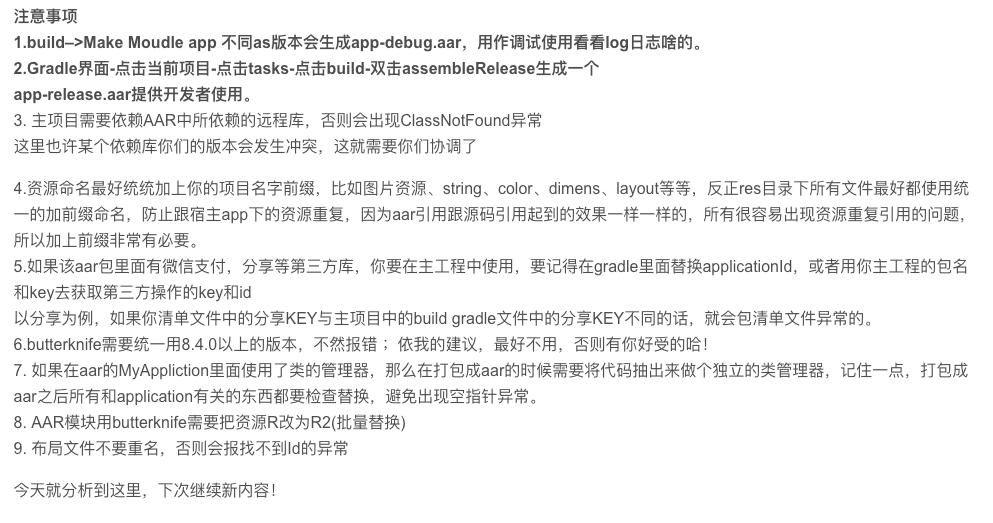 注意事项
1.build–>Make Moudle app 不同as版本会生成app-debug.aar，用作调试使用看看log日志啥的。
2.Gradle界面-点击当前项目-点击tasks-点击build-双击assembleRelease生成一个
app-release.aar提供开发者使用。
3. 主项目需要依赖AAR中所依赖的远程库，否则会出现ClassNotFound异常
这里也许某个依赖库你们的版本会发生冲突，这就需要你们协调了
4.资源命名最好统统加上你的项目名字前缀，比如图片资源、string、color、dimens、layout等等，反正res目录下所有文件最好都使用统
一的加前缀命名，防止跟宿主app下的资源重复，因为aar引用跟源码引用起到的效果一样一样的，所有很容易出现资源重复引用的问题，
所以加上前缀非常有必要。
5.如果该aar包里面有微信支付，分享等第三方库，你要在主工程中使用，要记得在gradle里面替换applicationId，或者用你主工程的包名
和key去获取第三方操作的key和id
以分享为例，如果你清单文件中的分享KEY与主项目中的build gradle文件中的分享KEY不同的话，就会包清单文件异常的。
6.butterknife需要统一用8.4.0以上的版本，不然报错 ；依我的建议，最好不用，否则有你好受的哈！
7. 如果在aar的MyAppliction里面使用了类的管理器，那么在打包成aar的时候需要将代码抽出来做个独立的类管理器，记住一点，打包成
aar之后所有和application有关的东西都要检查替换，避免出现空指针异常。
8. AAR模块用butterknife需要把资源R改为R2(批量替换)
9. 布局文件不要重名，否则会报找不到Id的异常
今天就分析到这里，下次继续新内容！